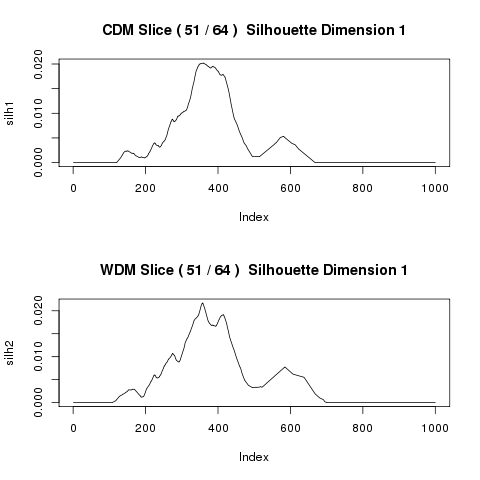 CDM Slice ( 51 / 64 )  Silhouette Dimension 1
silh1
0.020
0.010
0.000
0 200 400 600 800 1000
Index
WDM Slice ( 51 / 64 )  Silhouette Dimension 1
silh2
0.020
0.010
0.000
0 200 400 600 800 1000
Index